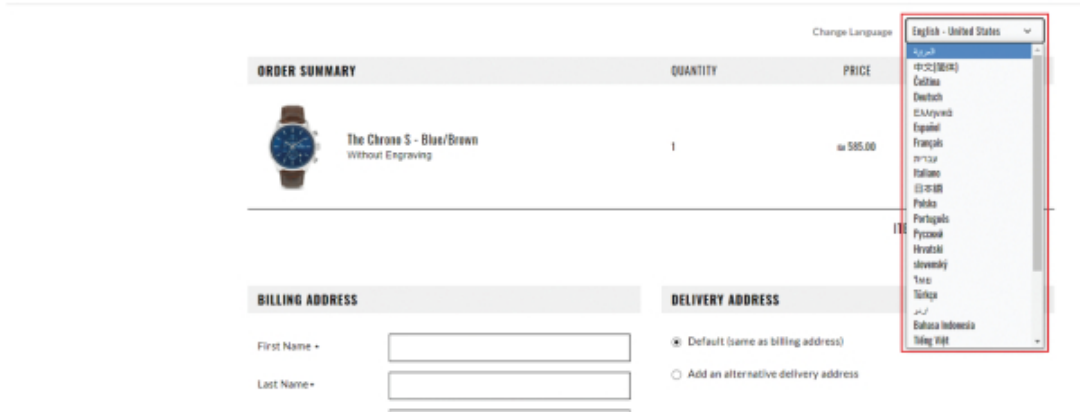 Change Language
English - United States
العربية
中文(简体)
Čeština
Deutsch
Ελληνικά
Español
Français
עברית
Italiano
日本語
Polska
Português
Русский
Hrvatski
slovenský
ไทย
Türkçe
اردو
Bahasa Indonesia
Tiếng Việt
ORDER SUMMARY QUANTITY PRICE
The Chrono S - Blue/Brown
Without Engraving
1
585.00
BILLING ADDRESS
First Name
Last Name
DELIVERY ADDRESS
Default (same as billing address)
Add an alternative delivery address